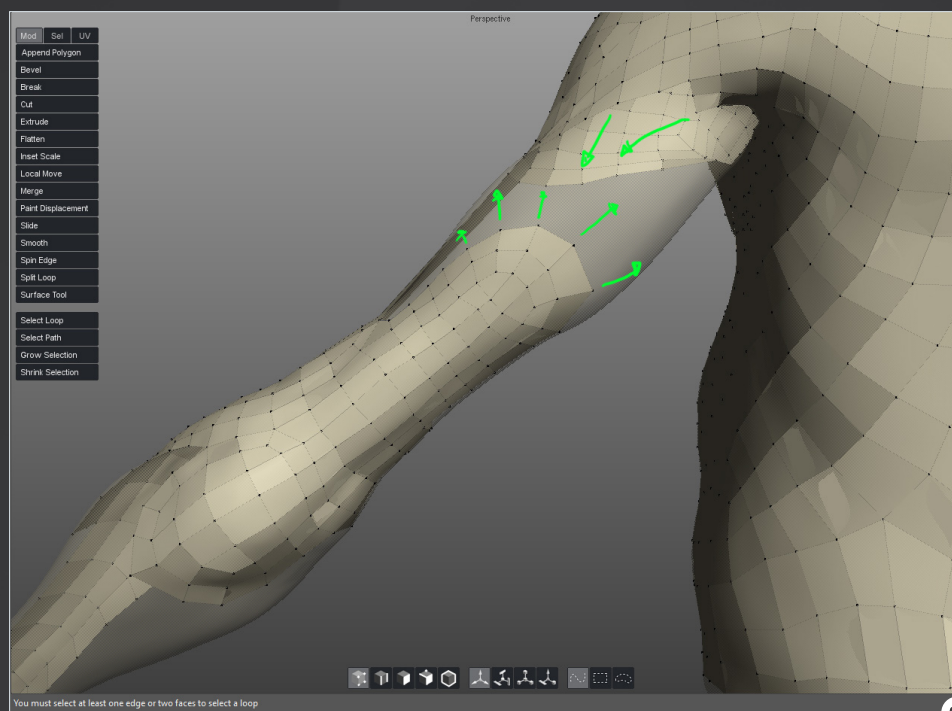 Perspective
Mod Sel UV
Append Polygon
Bevel
Break
Cut
Extrude
Flatten
Inset Scale
Local Move
Merge
Paint Displacement
Slide
Smooth
Spin Edge
Split Loop
Surface Tool
Select Loop
Select Path
Grow Selection
Shrink Selection
You must select at least one edge or two faces to select a loop